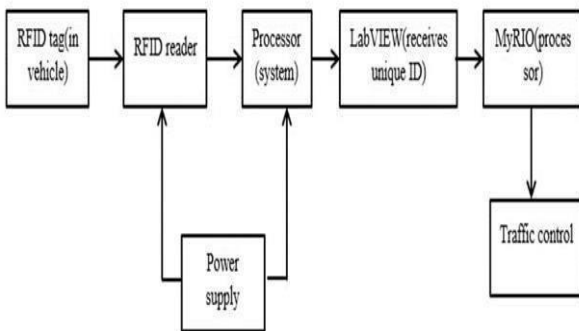 RFID tag(in
vehicle)
RFID reader
Processor
(system)
LabVIEW(receives
unique ID)
MyRIO(proces
sor)
Traffic control
Power
supply